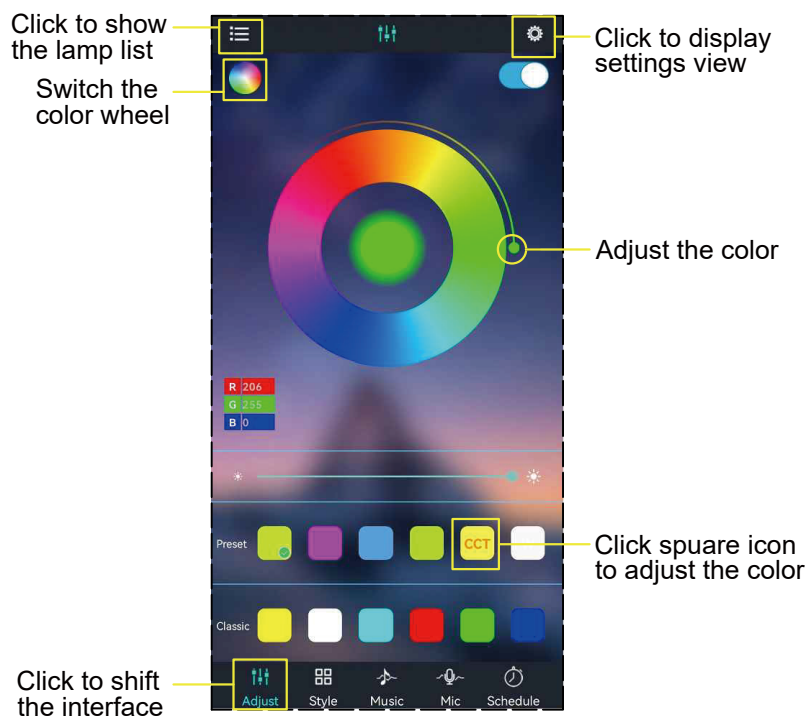 Click to show
the lamp list
Switch the
color wheel
Click to display
settings view
Adjust the color
R 206
G 255
B 0
Preset
CCT
Click spuare icon
to adjust the color
Classic
Click to shift
the interface
Adjust Style Music Mic Schedule